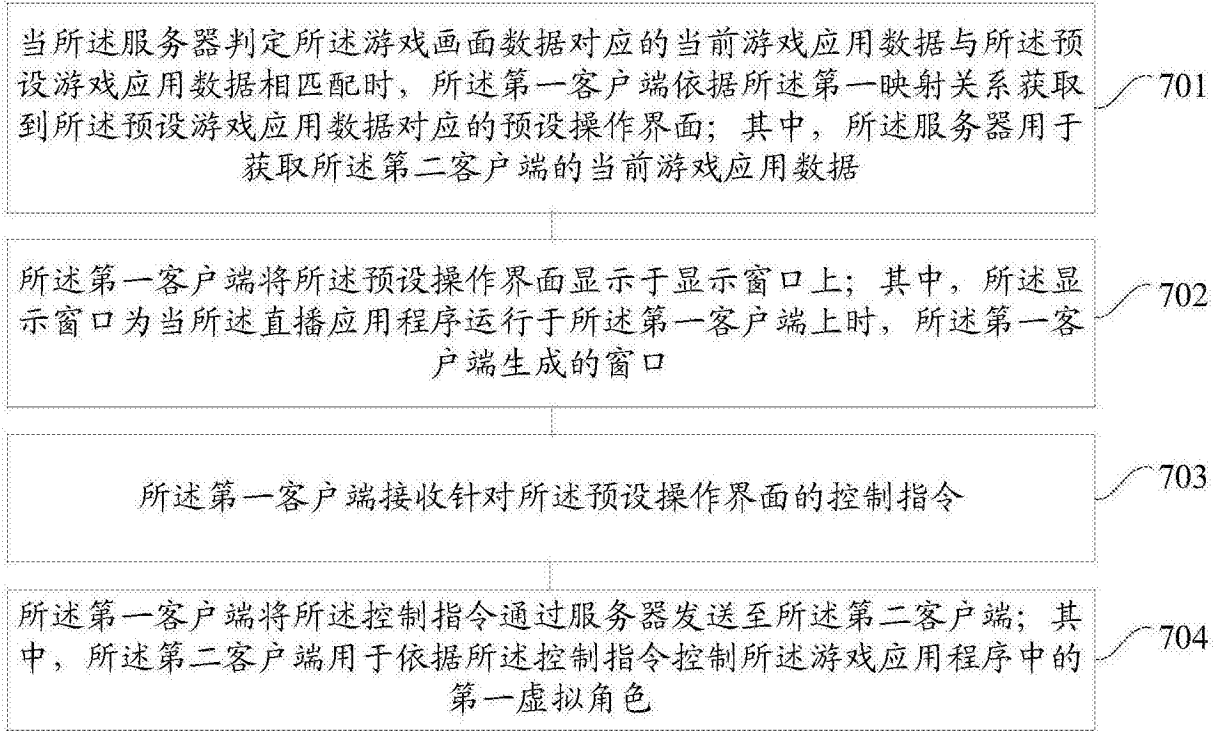 当所述服务器判定所述游戏画面数据对应的当前游戏应用数据与所述预
设游戏应用数据相匹配时，所述第一客户端依据所述第一映射关系获取
到所述预设游戏应用数据对应的预设操作界面；其中，所述服务器用于
获取所述第二客户端的当前游戏应用数据
701
所述第一客户端将所述预设操作界面显示于显示窗口上；其中，所述显
示窗口为当所述直播应用程序运行于所述第一客户端上时，所述第一客
户端生成的窗口
702
所述第一客户端接收针对所述预设操作界面的控制指令
703
所述第一客户端将所述控制指令通过服务器发送至所述第二客户端；其
中，所述第二客户端用于依据所述控制指令控制所述游戏应用程序中的
第一虚拟角色
704